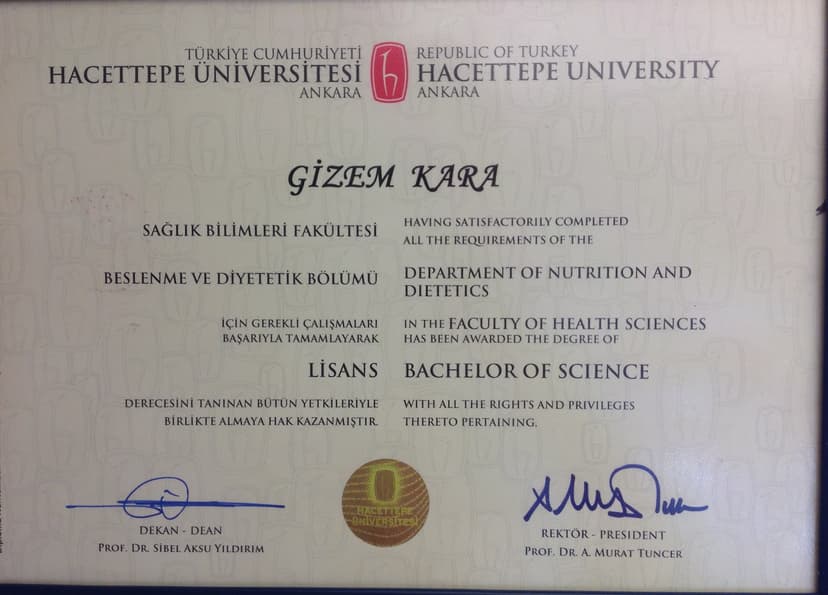 TÜRKİYE CUMHURİYETİ
HACETTEPE ÜNİVERSİTESİ
ANKARA
REPUBLIC OF TURKEY
HACETTEPE UNIVERSITY
ANKARA
GİZEM KARA
SAĞLIK BİLİMLERİ FAKÜLTESİ
BESLENME VE DİYETETİK BÖLÜMÜ
İÇİN GEREKLİ ÇALIŞMALARI
BAŞARIYLA TAMAMLAYARAK
LİSANS
DERECESİNİ TANINAN BÜTÜN YETKİLERİYLE
BİRLİKTE ALMAYA HAK KAZANMIŞTIR.
HAVING SATISFACTORILY COMPLETED
ALL THE REQUIREMENTS OF THE
DEPARTMENT OF NUTRITION AND
DIETETICS
IN THE FACULTY OF HEALTH SCIENCES
HAS BEEN AWARDED THE DEGREE OF
BACHELOR OF SCIENCE
WITH ALL THE RIGHTS AND PRIVILEGES
THERETO PERTAINING.
DEKAN - DEAN
PROF. DR. SİBEL AKSU YILDIRIM
HACETTEPE
ÜNİVERSİTESİ
REKTÖR - PRESIDENT
PROF. DR. A. MURAT TUNCER